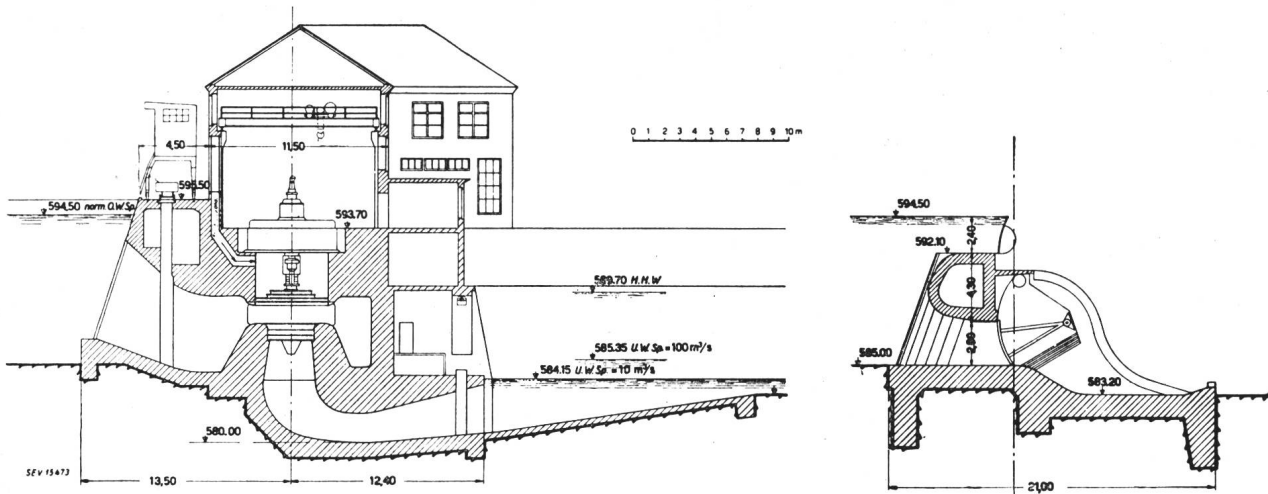 0 1 2 3 4 5 6 7 8 9 10 m
4,50
11,50
595.50
594,50 norm. O.W.Sp.
593.70
589.70 H.H.W
585.35 U.W.Sp. = 100 m³/s
584.15 U.W.Sp. = 10 m³/s
580.00
SEV 15473
13,50
12,40
594.50
592.10
2,40
4,30
2,80
585.00
583.20
21,00